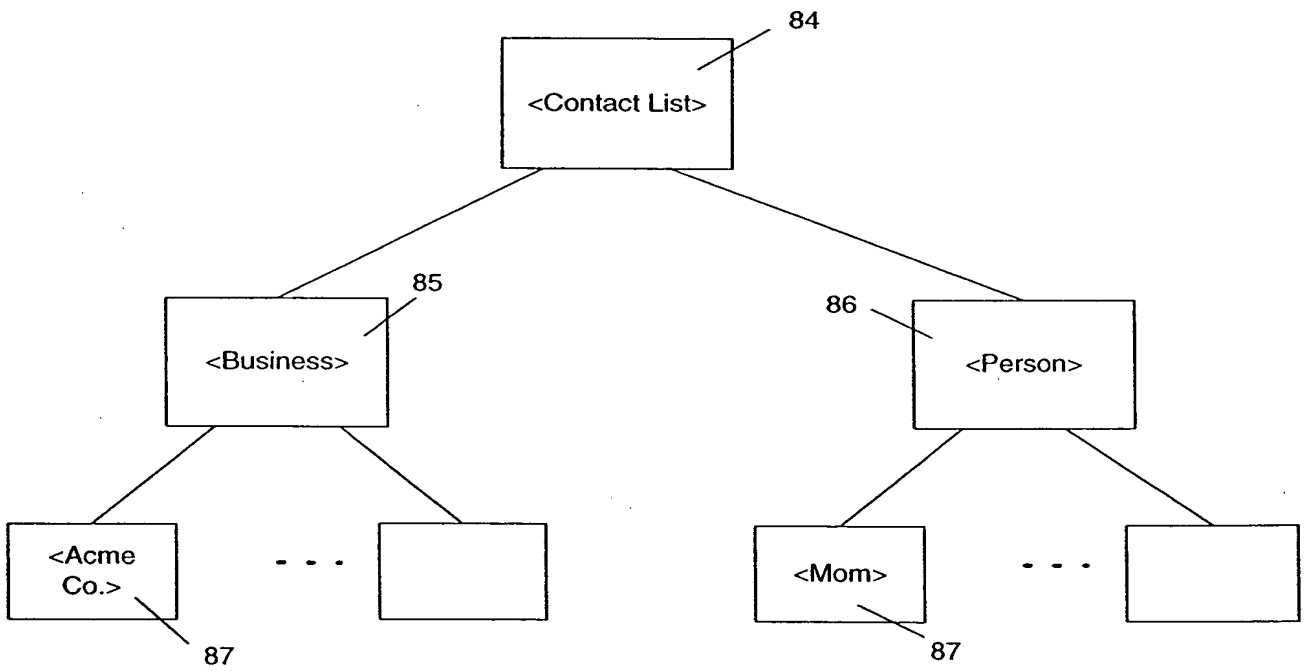 84
<Contact List>
85
<Business>
86
<Person>
<Acme
Co.>
87
<Mom>
87